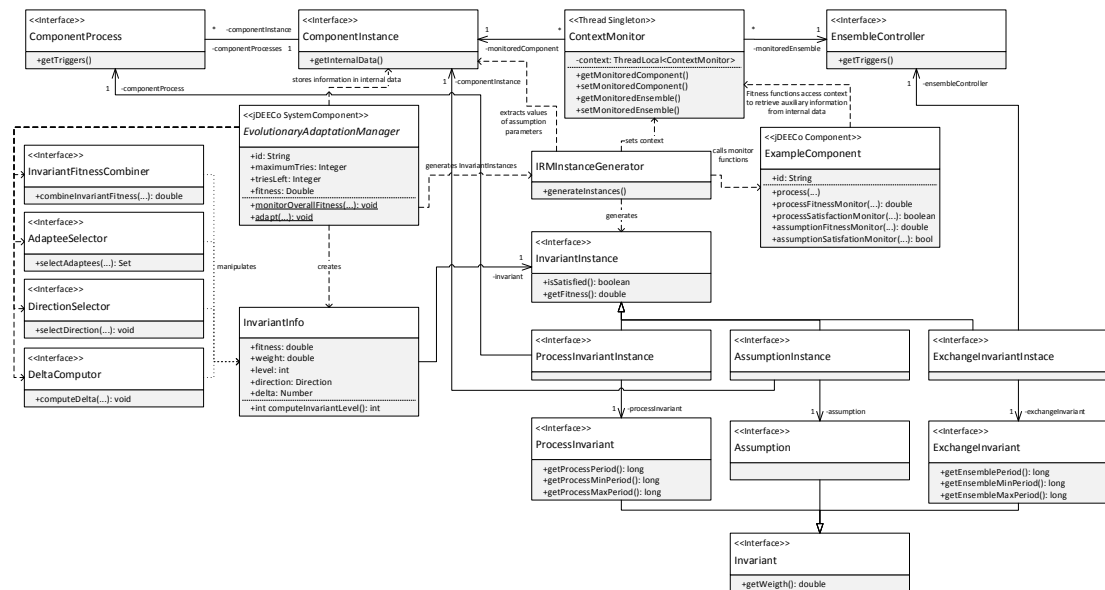 <<Interface>>
ComponentProcess
+getTriggers()
*
-componentInstance
-componentProcesses
1
<<Interface>>
ComponentInstance
+getInternalData()
1
*
-monitoredComponent
<<Thread Singleton>>
ContextMonitor
-context: ThreadLocal<ContextMonitor>
+getMonitoredComponent()
+setMonitoredComponent()
+getMonitoredEnsemble()
+setMonitoredEnsemble()
*
1
-monitoredEnsemble
<<Interface>>
EnsembleController
+getTriggers()
1
-componentProcess
stores information in internal data
1
-componentInstance
extracts values
of assumption
parameters
Fitness functions access context
to retrieve auxiliary information
from internal data
1
-ensembleController
<<jDEECo SystemComponent>>
EvolutionaryAdaptationManager
+id: String
+maximumTries: Integer
+triesLeft: Integer
+fitness: Double
+monitorOverallFitness(...): void
+adapt(...): void
generates InvariantInstances
-sets context
IRMInstanceGenerator
+generateInstances()
calls monitor
functions
<<jDEECo Component>>
ExampleComponent
+id: String
+process(...)
+processFitnessMonitor(...): double
+processSatisfactionMonitor(...): boolean
+assumptionFitnessMonitor(...): double
+assumptionSatisfationMonitor(...): bool
<<Interface>>
InvariantFitnessCombiner
+combineInvariantFitness(...): double
<<Interface>>
AdapteeSelector
+selectAdaptees(...): Set
<<Interface>>
DirectionSelector
+selectDirection(...): void
<<Interface>>
DeltaComputor
+computeDelta(...): void
manipulates
creates
generates
1
-invariant
<<Interface>>
InvariantInstance
+isSatisfied(): boolean
+getFitness(): double
InvariantInfo
+fitness: double
+weight: double
+level: int
+direction: Direction
+delta: Number
+int computeInvariantLevel(): int
<<Interface>>
ProcessInvariantInstance
<<Interface>>
AssumptionInstance
<<Interface>>
ExchangeInvariantInstace
1
-processInvariant
1
-assumption
1
-exchangeInvariant
<<Interface>>
ProcessInvariant
+getProcessPeriod(): long
+getProcessMinPeriod(): long
+getProcessMaxPeriod(): long
<<Interface>>
Assumption
<<Interface>>
ExchangeInvariant
+getEnsemblePeriod(): long
+getEnsembleMinPeriod(): long
+getEnsembleMaxPeriod(): long
<<Interface>>
Invariant
+getWeigth(): double